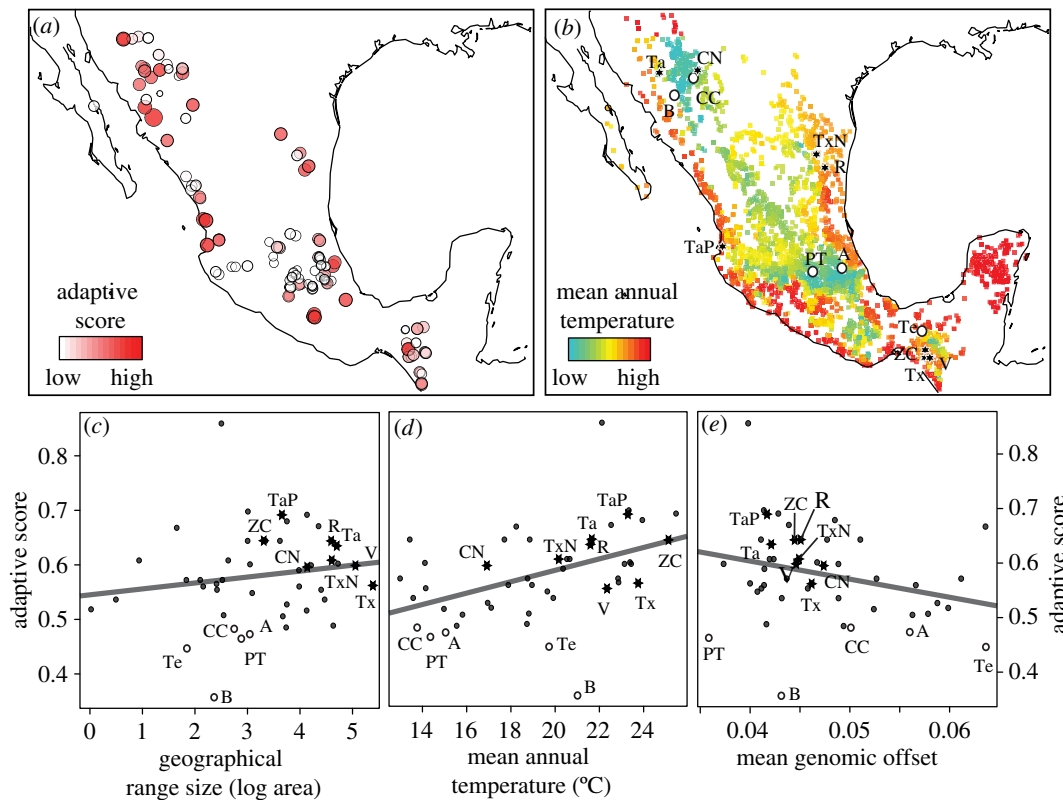 (a)
adaptive
score
low high
(b)
Ta
CN
CC
B
TxN
R
TaP
PT
A
Te
ZC
V
Tx
mean annual
temperature
low high
(c)
adaptive score
0.8
0.7
0.6
0.5
0.4
TaP
ZC
R
Ta
CN
V
TxN
Tx
CC
A
PT
Te
B
0 1 2 3 4 5
geographical
range size (log area)
(d)
TaP
Ta
TxN
R
CN
ZC
V
Tx
CC
A
PT
Te
B
14 16 18 20 22 24
mean annual
temperature (ºC)
(e)
ZC
R
TaP
TxN
Ta
V
CN
Tx
PT
CC
A
Te
B
0.04 0.05 0.06
mean genomic offset
0.8
0.7
0.6
0.5
0.4
adaptive score